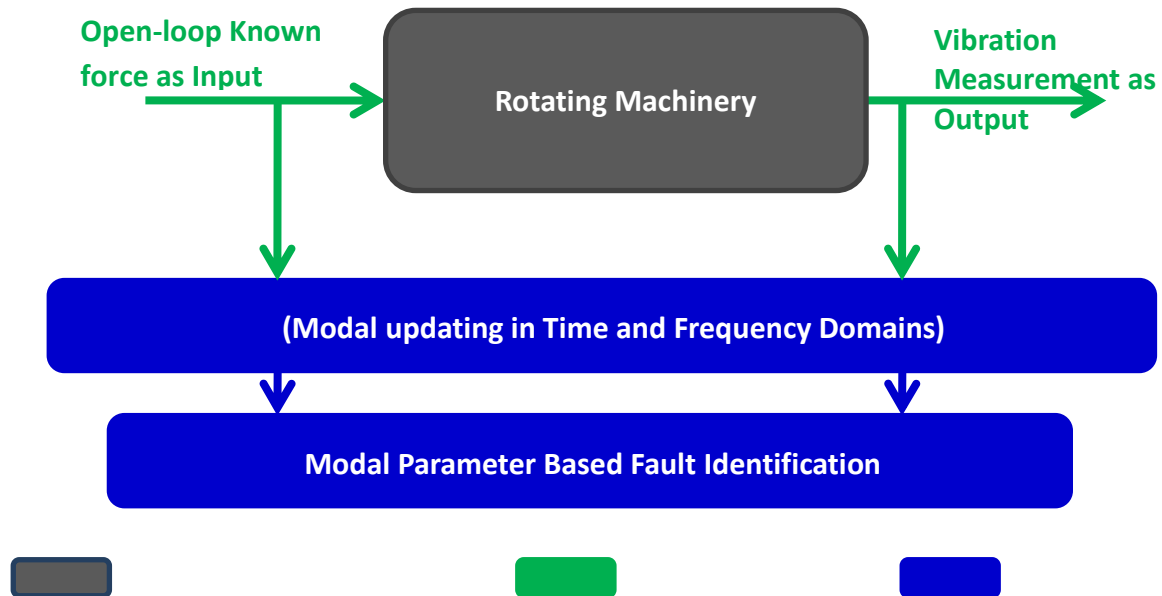 Open-loop Known
force as Input
Rotating Machinery
Vibration
Measurement as
Output
(Modal updating in Time and Frequency Domains)
Modal Parameter Based Fault Identification